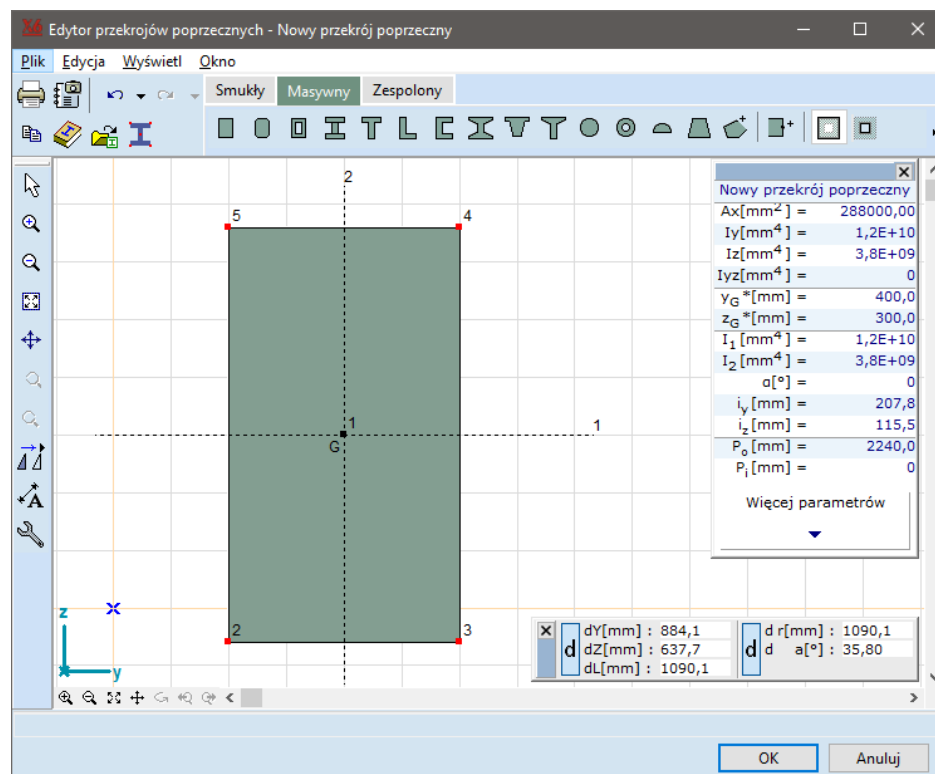 Edytor przekrojów poprzecznych - Nowy przekrój poprzeczny
Plik Edycja Wyświetl Okno
Smukły Masywny Zespolony
2
5
4
1
1
G
2
3
z
y
Nowy przekrój poprzeczny
Ax[mm2] = 288000,00
Iy[mm4] = 1,2E+10
Iz[mm4] = 3,8E+09
Iyz[mm4] = 0
yG*[mm] = 400,0
zG*[mm] = 300,0
I1[mm4] = 1,2E+10
I2[mm4] = 3,8E+09
α[°] = 0
iy[mm] = 207,8
iz[mm] = 115,5
Po[mm] = 2240,0
Pi[mm] = 0
Więcej parametrów
d dY[mm] : 884,1
dZ[mm] : 637,7
dL[mm] : 1090,1
d d r[mm] : 1090,1
d a[°] : 35,80
OK Anuluj